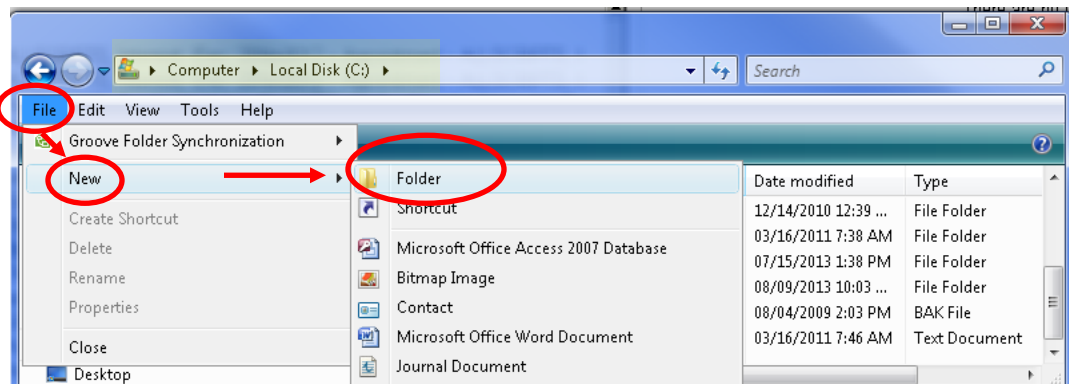 There are no
Computer Local Disk (C:)
Search
File Edit View Tools Help
Groove Folder Synchronization
New
Create Shortcut
Delete
Rename
Properties
Close
Desktop
Folder
Shortcut
Microsoft Office Access 2007 Database
Bitmap Image
Contact
Microsoft Office Word Document
Journal Document
Date modified Type
12/14/2010 12:39 ... File Folder
03/16/2011 7:38 AM File Folder
07/15/2013 1:38 PM File Folder
08/09/2013 10:03 ... File Folder
08/04/2009 2:03 PM BAK File
03/16/2011 7:46 AM Text Document